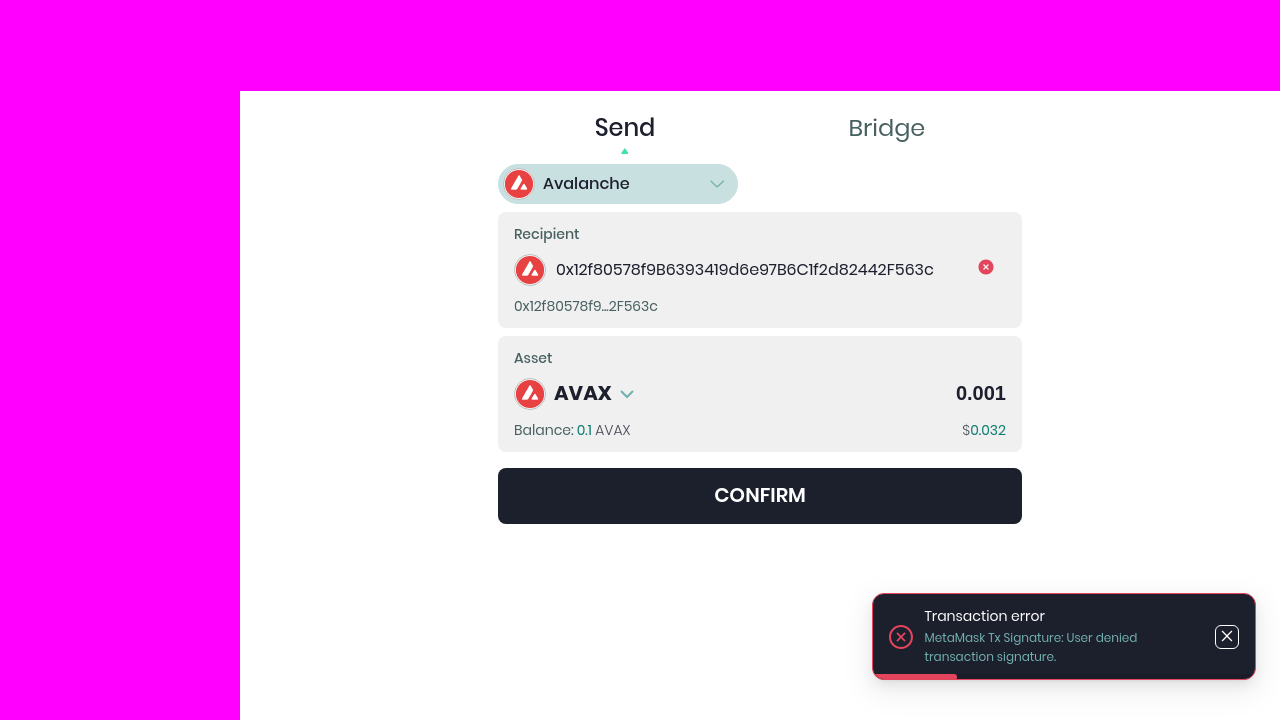 Send
Bridge
Avalanche
Recipient
0x12f80578f9B6393419d6e97B6C1f2d82442F563c
0x12f80578f9...2F563c
Asset
AVAX
0.001
Balance: 0.1 AVAX
$0.032
CONFIRM
Transaction error
MetaMask Tx Signature: User denied
transaction signature.